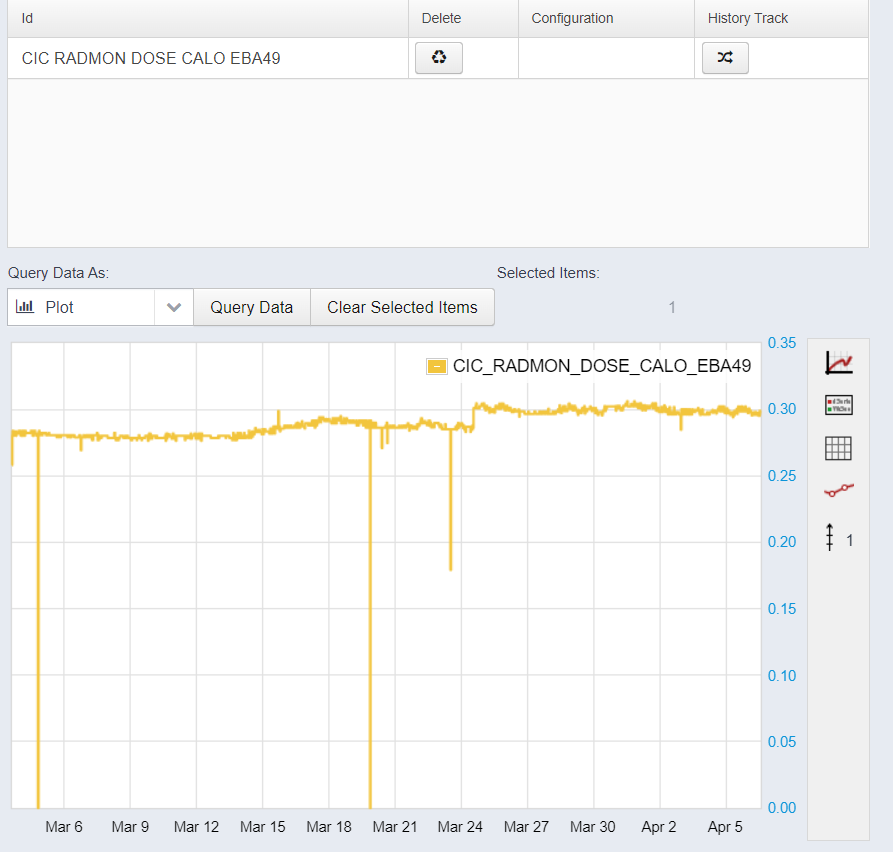 Id Delete Configuration History Track
CIC RADMON DOSE CALO EBA49
Query Data As: Selected Items:
Plot Query Data Clear Selected Items 1
CIC_RADMON_DOSE_CALO_EBA49
0.35
0.30
0.25
0.20
1
0.15
0.10
0.05
0.00
Mar 6 Mar 9 Mar 12 Mar 15 Mar 18 Mar 21 Mar 24 Mar 27 Mar 30 Apr 2 Apr 5